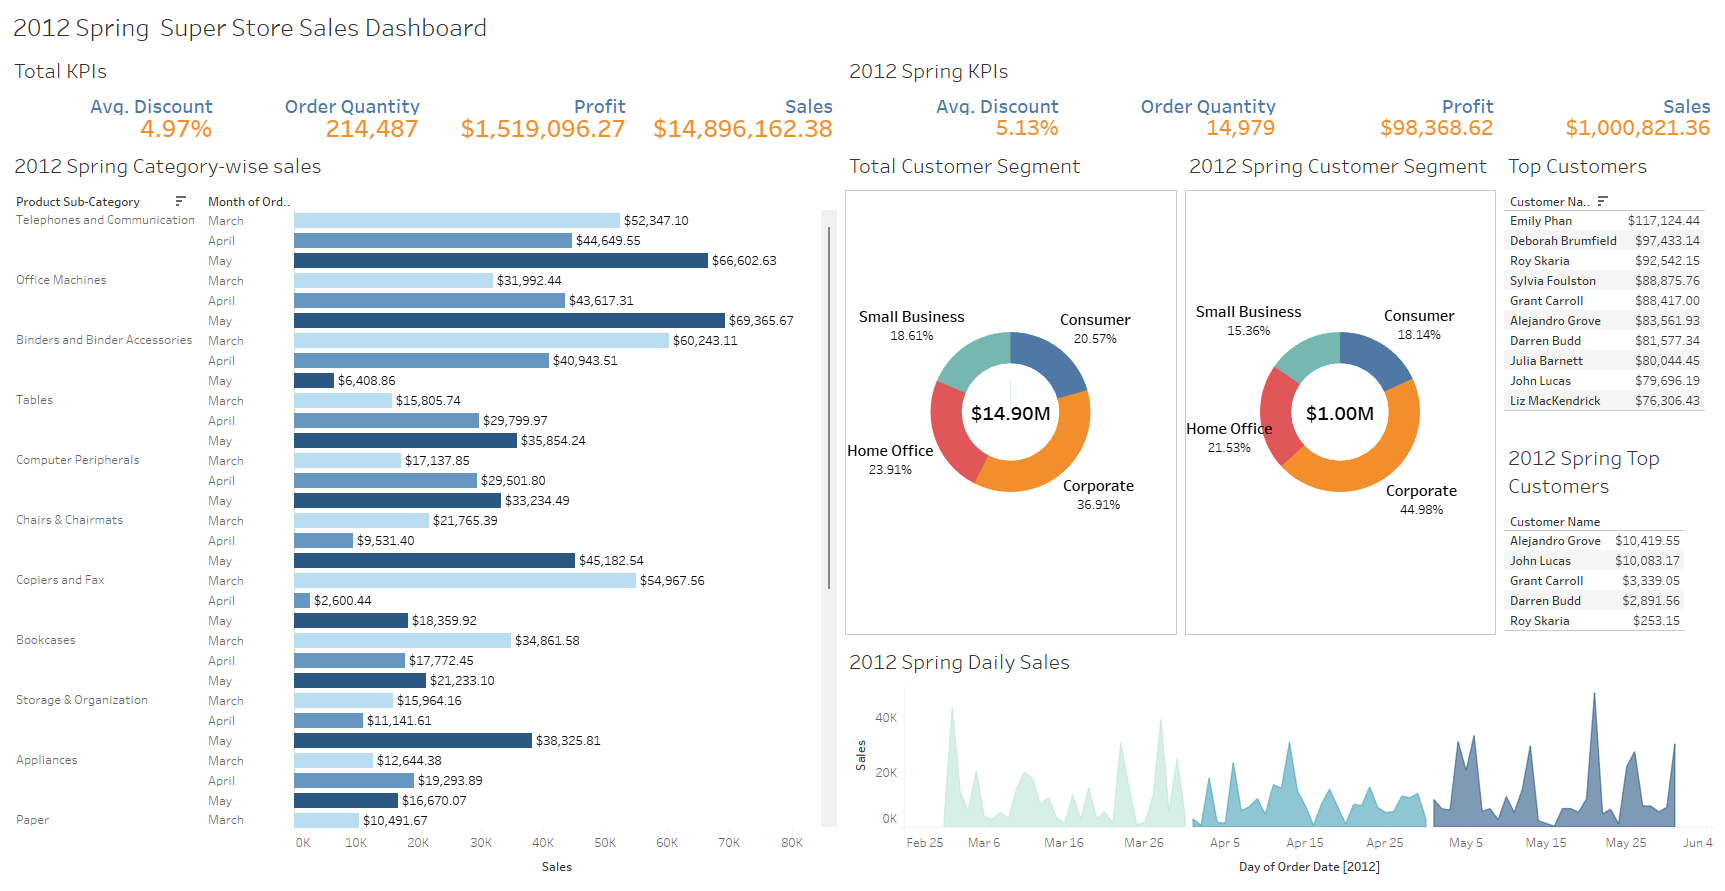 2012 Spring  Super Store Sales Dashboard
Total KPIs
Avg. Discount Order Quantity Profit Sales
4.97% 214,487 $1,519,096.27 $14,896,162.38
2012 Spring KPIs
Avg. Discount Order Quantity Profit Sales
5.13% 14,979 $98,368.62 $1,000,821.36
2012 Spring Category-wise sales
Product Sub-Category Month of Ord..
Telephones and Communication March $52,347.10
April $44,649.55
May $66,602.63
Office Machines March $31,992.44
April $43,617.31
May $69,365.67
Binders and Binder Accessories March $60,243.11
April $40,943.51
May $6,408.86
Tables March $15,805.74
April $29,799.97
May $35,854.24
Computer Peripherals March $17,137.85
April $29,501.80
May $33,234.49
Chairs & Chairmats March $21,765.39
April $9,531.40
May $45,182.54
Copiers and Fax March $54,967.56
April $2,600.44
May $18,359.92
Bookcases March $34,861.58
April $17,772.45
May $21,233.10
Storage & Organization March $15,964.16
April $11,141.61
May $38,325.81
Appliances March $12,644.38
April $19,293.89
May $16,670.07
Paper March $10,491.67
0K 10K 20K 30K 40K 50K 60K 70K 80K
Sales
Total Customer Segment
Small Business
18.61%
Consumer
20.57%
$14.90M
Home Office
23.91%
Corporate
36.91%
2012 Spring Customer Segment
Small Business
15.36%
Consumer
18.14%
$1.00M
Home Office
21.53%
Corporate
44.98%
Top Customers
Customer Na..
Emily Phan $117,124.44
Deborah Brumfield $97,433.14
Roy Skaria $92,542.15
Sylvia Foulston $88,875.76
Grant Carroll $88,417.00
Alejandro Grove $83,561.93
Darren Budd $81,577.34
Julia Barnett $80,044.45
John Lucas $79,696.19
Liz MacKendrick $76,306.43
2012 Spring Top
Customers
Customer Name
Alejandro Grove $10,419.55
John Lucas $10,083.17
Grant Carroll $3,339.05
Darren Budd $2,891.56
Roy Skaria $253.15
2012 Spring Daily Sales
Sales
40K
20K
0K
Feb 25 Mar 6 Mar 16 Mar 26 Apr 5 Apr 15 Apr 25 May 5 May 15 May 25 Jun 4
Day of Order Date [2012]